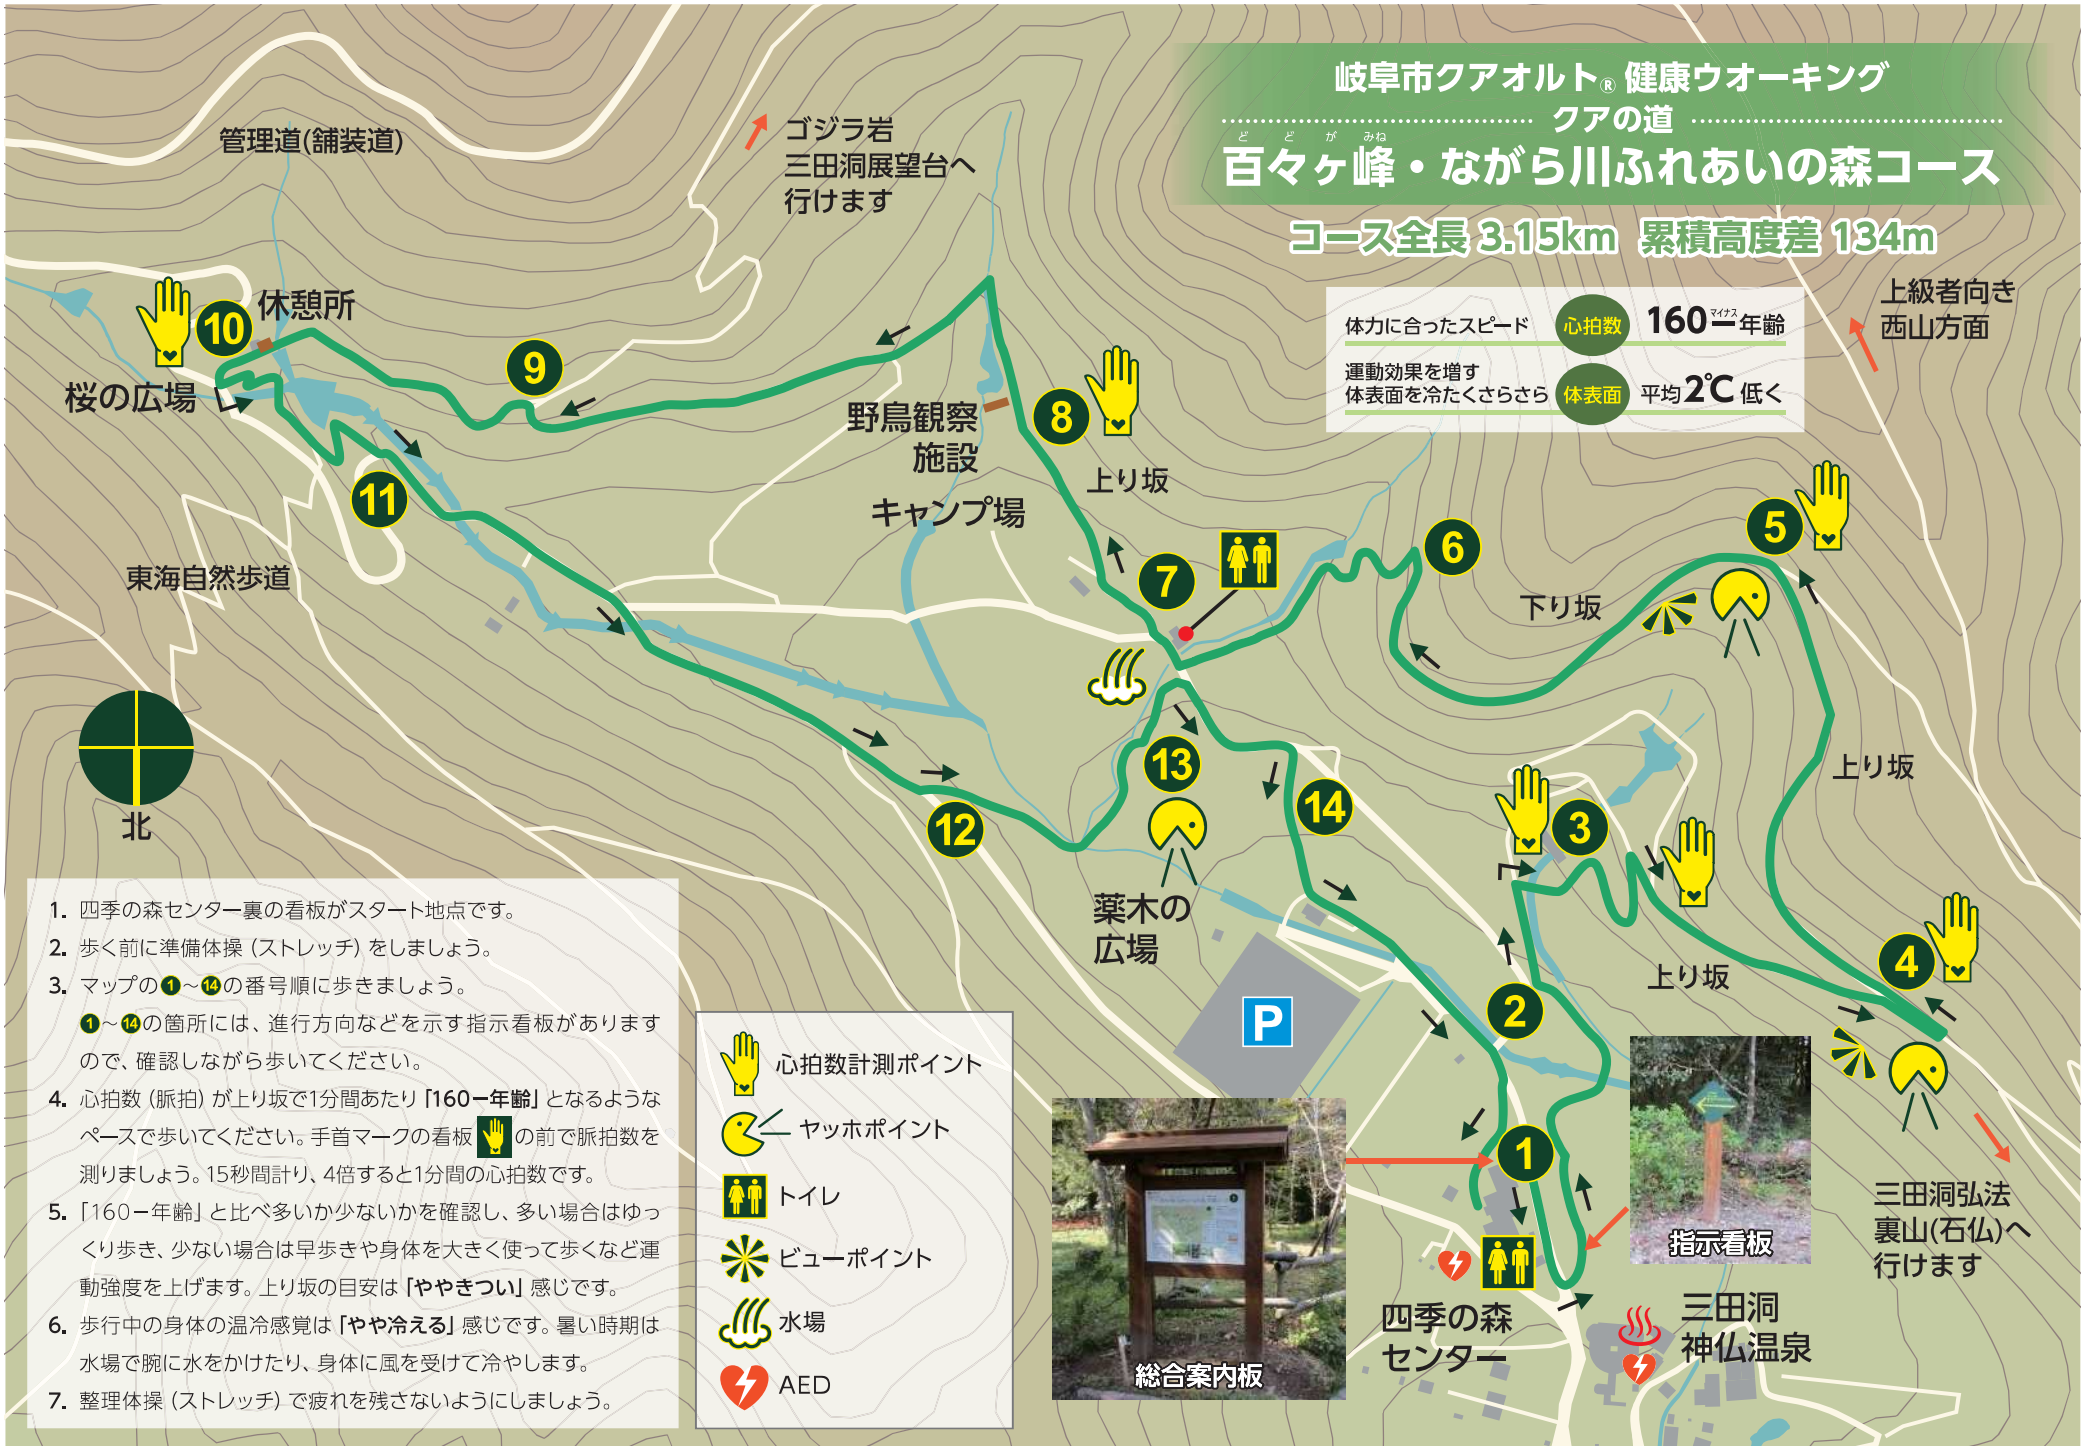 岐阜市クアオルト® 健康ウオーキング
クアの道
どどがみね
百々ヶ峰・ながら川ふれあいの森コース
コース全長 3.15km 累積高度差 134m
体力に合ったスピード 心拍数 160マイナスー年齢
運動効果を増す
体表面を冷たくさらさら 体表面 平均2℃低く
管理道(舗装道)
ゴジラ岩
三田洞展望台へ
行けます
上級者向き
西山方面
休憩所
10
桜の広場
9
野鳥観察
施設
8
上り坂
キャンプ場
11
5
6
7
下り坂
東海自然歩道
上り坂
13
14
3
12
北
薬木の
広場
4
上り坂
2
P
1
指示看板
三田洞弘法
裏山(石仏)へ
行けます
四季の森
センター
三田洞
神仏温泉
総合案内板
1. 四季の森センター裏の看板がスタート地点です。
2. 歩く前に準備体操（ストレッチ）をしましょう。
3. マップの1～14の番号順に歩きましょう。
1～14の箇所には、進行方向などを示す指示看板があります
ので、確認しながら歩いてください。
4. 心拍数（脈拍）が上り坂で1分間あたり「160ー年齢」となるような
ペースで歩いてください。手首マークの看板の前で脈拍数を
測りましょう。15秒間計り、4倍すると1分間の心拍数です。
5. 「160ー年齢」と比べ多いか少ないかを確認し、多い場合はゆっ
くり歩き、少ない場合は早歩きや身体を大きく使って歩くなど運
動強度を上げます。上り坂の目安は「ややきつい」感じです。
6. 歩行中の身体の温冷感覚は「やや冷える」感じです。暑い時期は
水場で腕に水をかけたり、身体に風を受けて冷やします。
7. 整理体操（ストレッチ）で疲れを残さないようにしましょう。
心拍数計測ポイント
ヤッホポイント
トイレ
ビューポイント
水場
AED